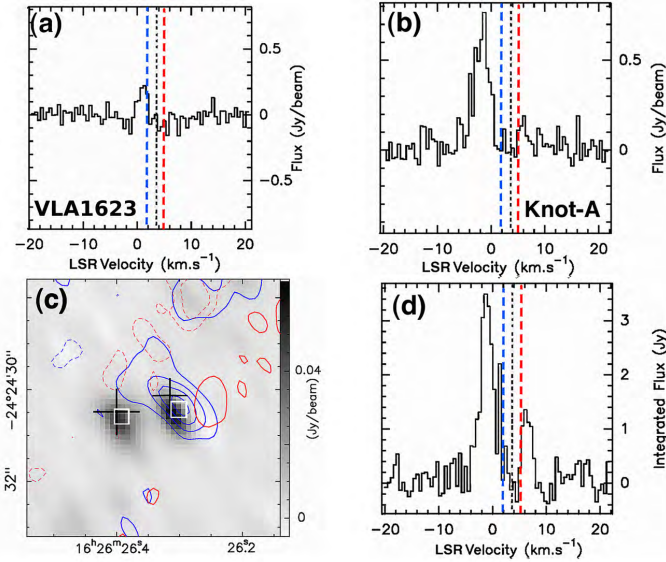 (a)
0.5
0
-0.5
Flux (Jy/beam)
VLA1623
-20 -10 0 10 20
LSR Velocity (km.s⁻¹)
(b)
0.5
0
Flux (Jy/beam)
Knot-A
-20 -10 0 10 20
LSR Velocity (km.s⁻¹)
(c)
−24°24'30"
32"
0.04
(Jy/beam)
0
16ʰ26ᵐ26ˢ.4 26ˢ.2
(d)
3
2
1
0
Integrated Flux (Jy)
-20 -10 0 10 20
LSR Velocity (km.s⁻¹)